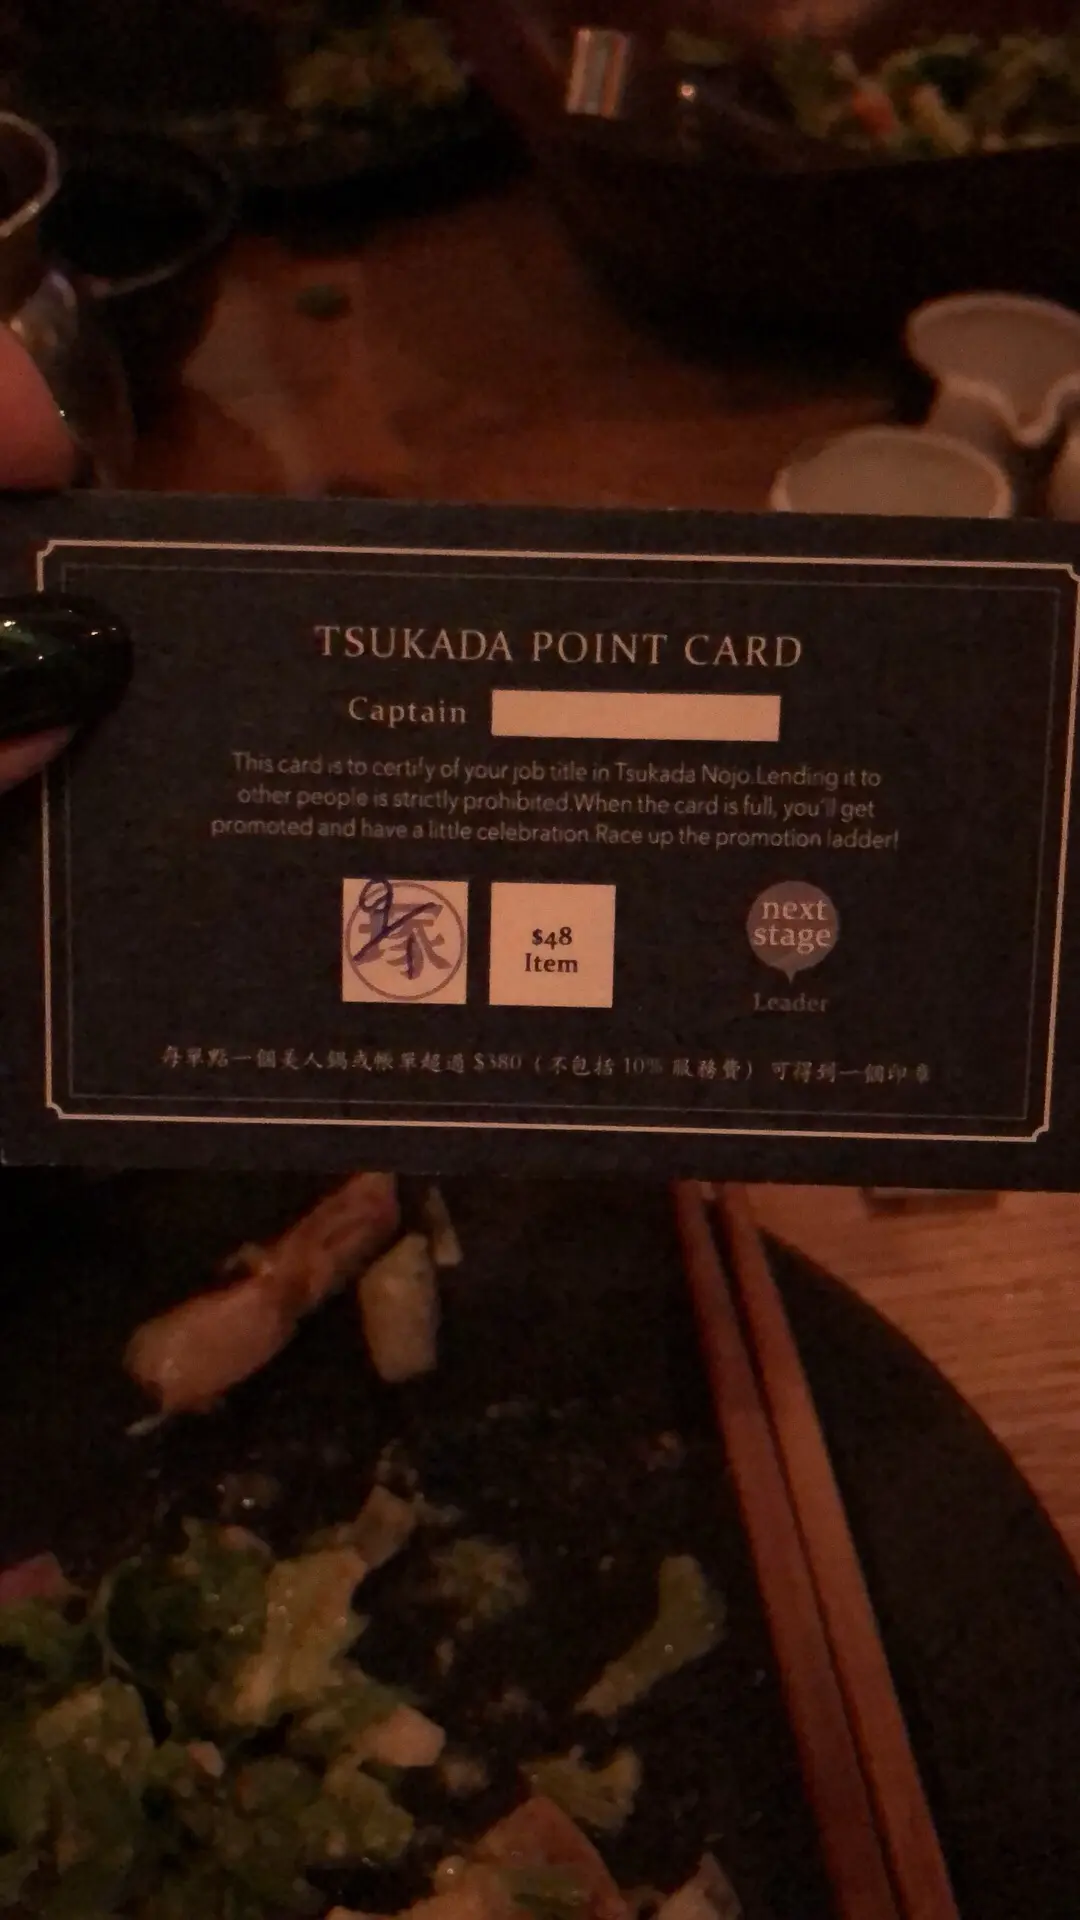 TSUKADA POINT CARD
Captain
This card is to certify of your job title in Tsukada Nojo.Lending it to
other people is strictly prohibited.When the card is full, you'll get
promoted and have a little celebration.Race up the promotion ladder!
塚
$48
Item
next
stage
Leader
每單點一個美人鍋或帳單超過 $380 (不包括 10% 服務費) 可得到一個印章